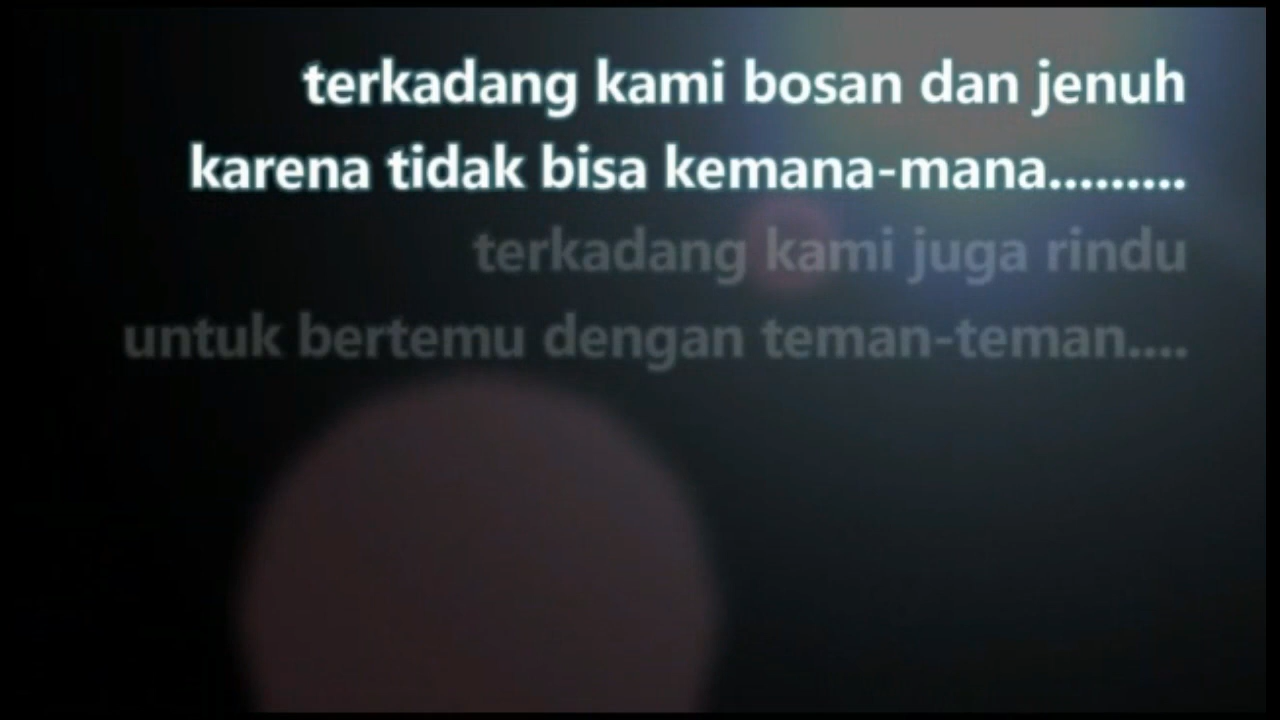 terkadang kami bosan dan jenuh
karena tidak bisa kemana-mana.........
terkadang kami juga rindu
untuk bertemu dengan teman-teman....